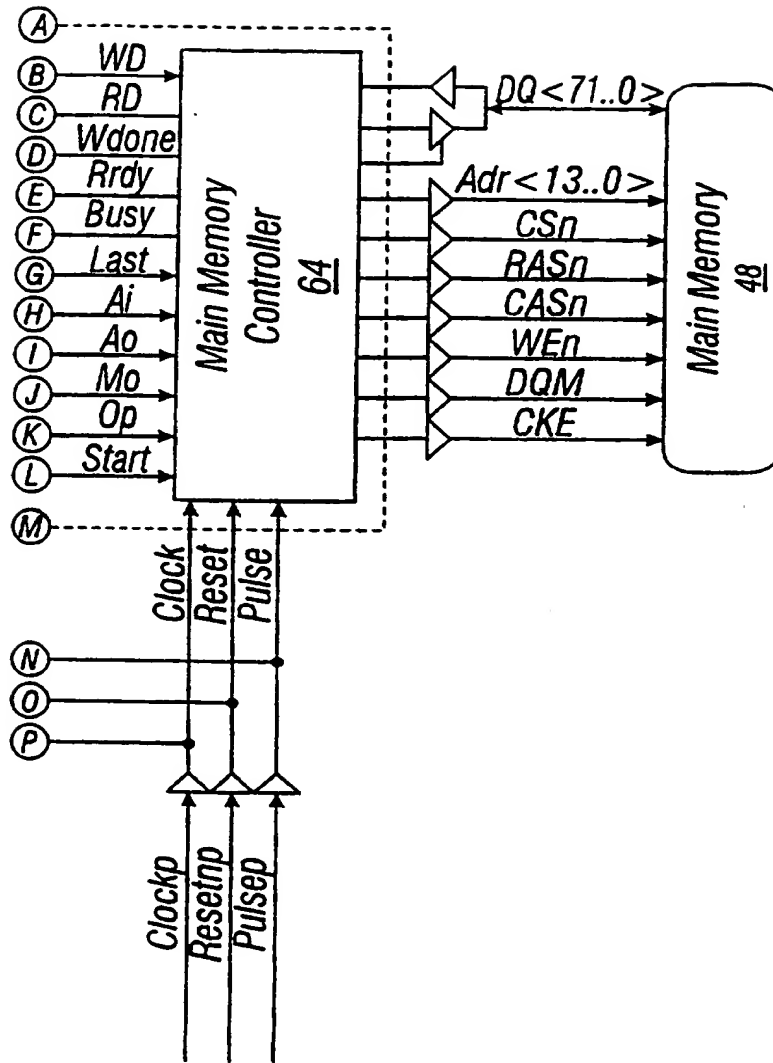 A
B WD
C RD
D Wdone
E Rrdy
F Busy
G Last
H Ai
I Ao
J Mo
K Op
L Start
M
Main Memory
Controller
64
DQ<71..0>
Adr<13..0>
CSn
RASn
CASn
WEn
DQM
CKE
Main Memory
48
Clock
Reset
Pulse
N
O
P
Clockp
Resetnp
Pulsep